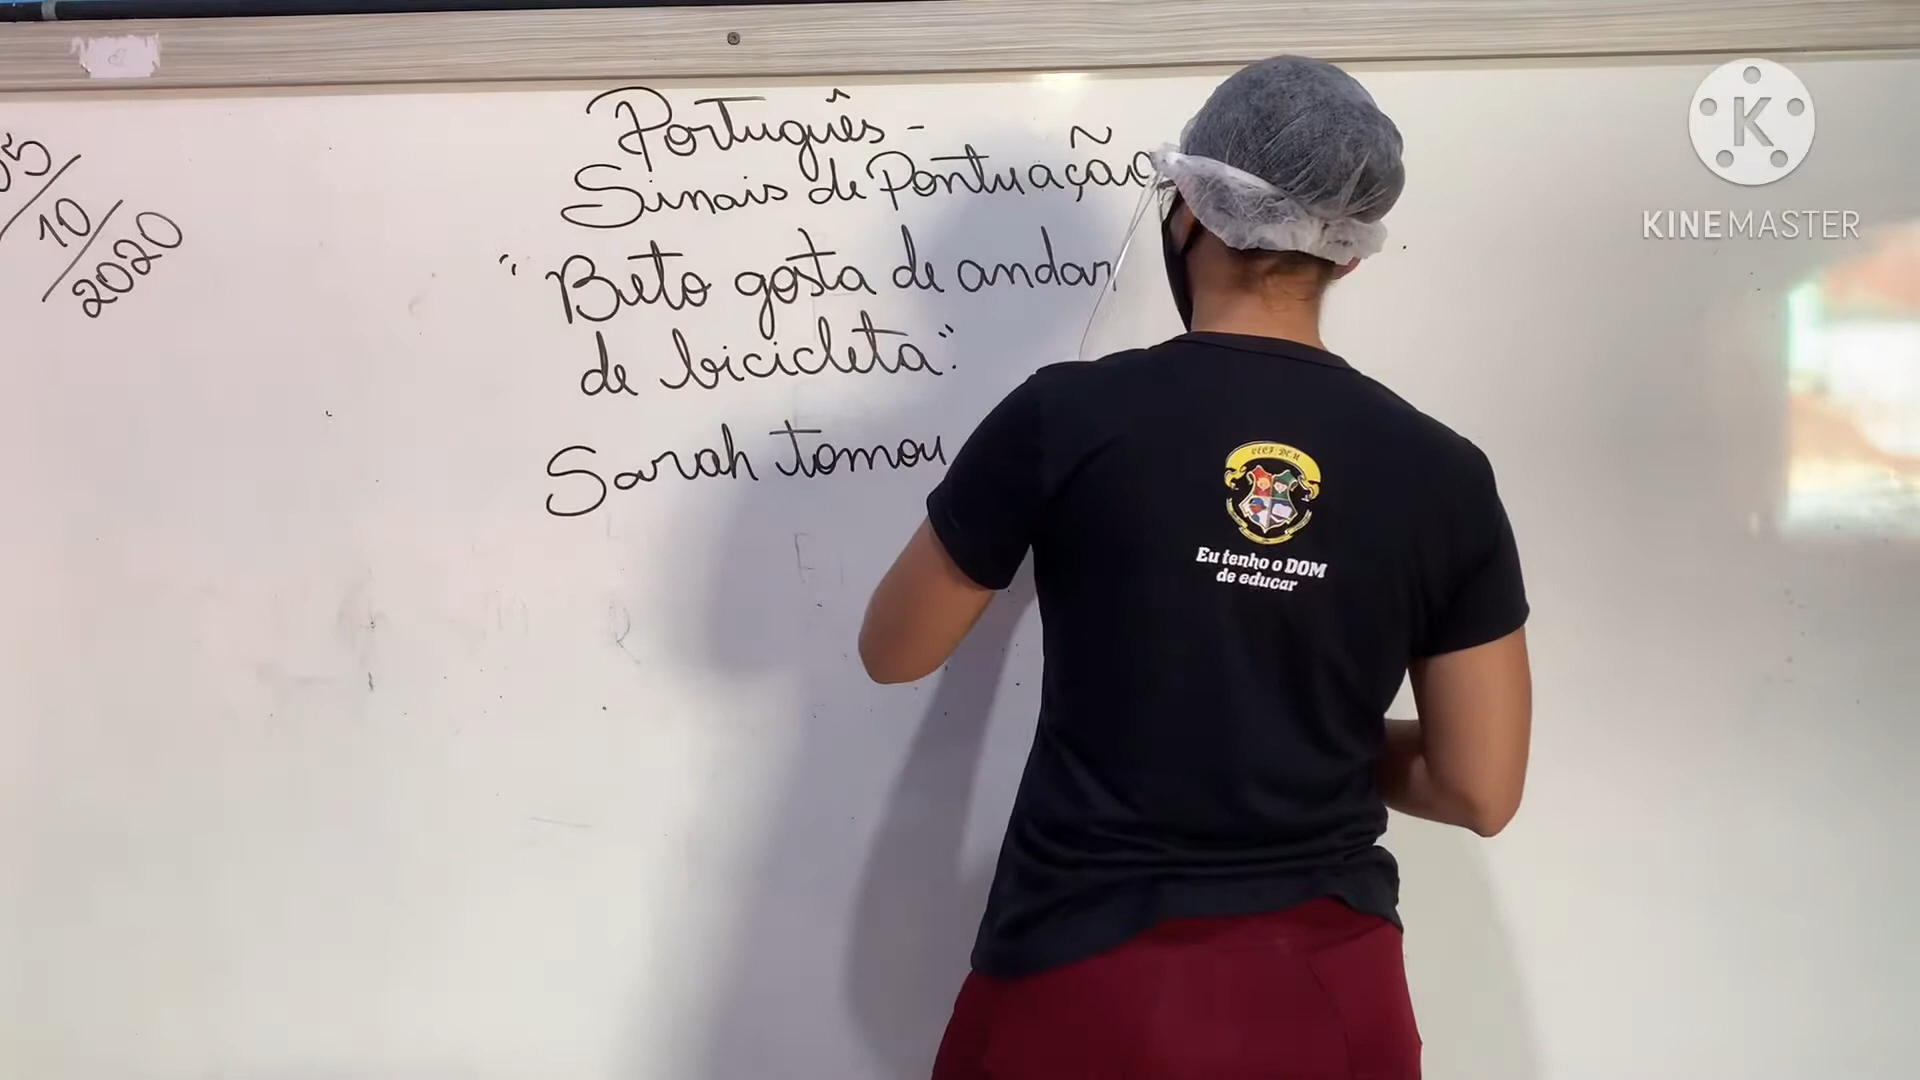 05/10/2020
Português -
Sinais de Pontuação
"Beto gosta de andar
de bicicleta".
Sarah tomou
Eu tenho o DOM
de educar
KINEMASTER